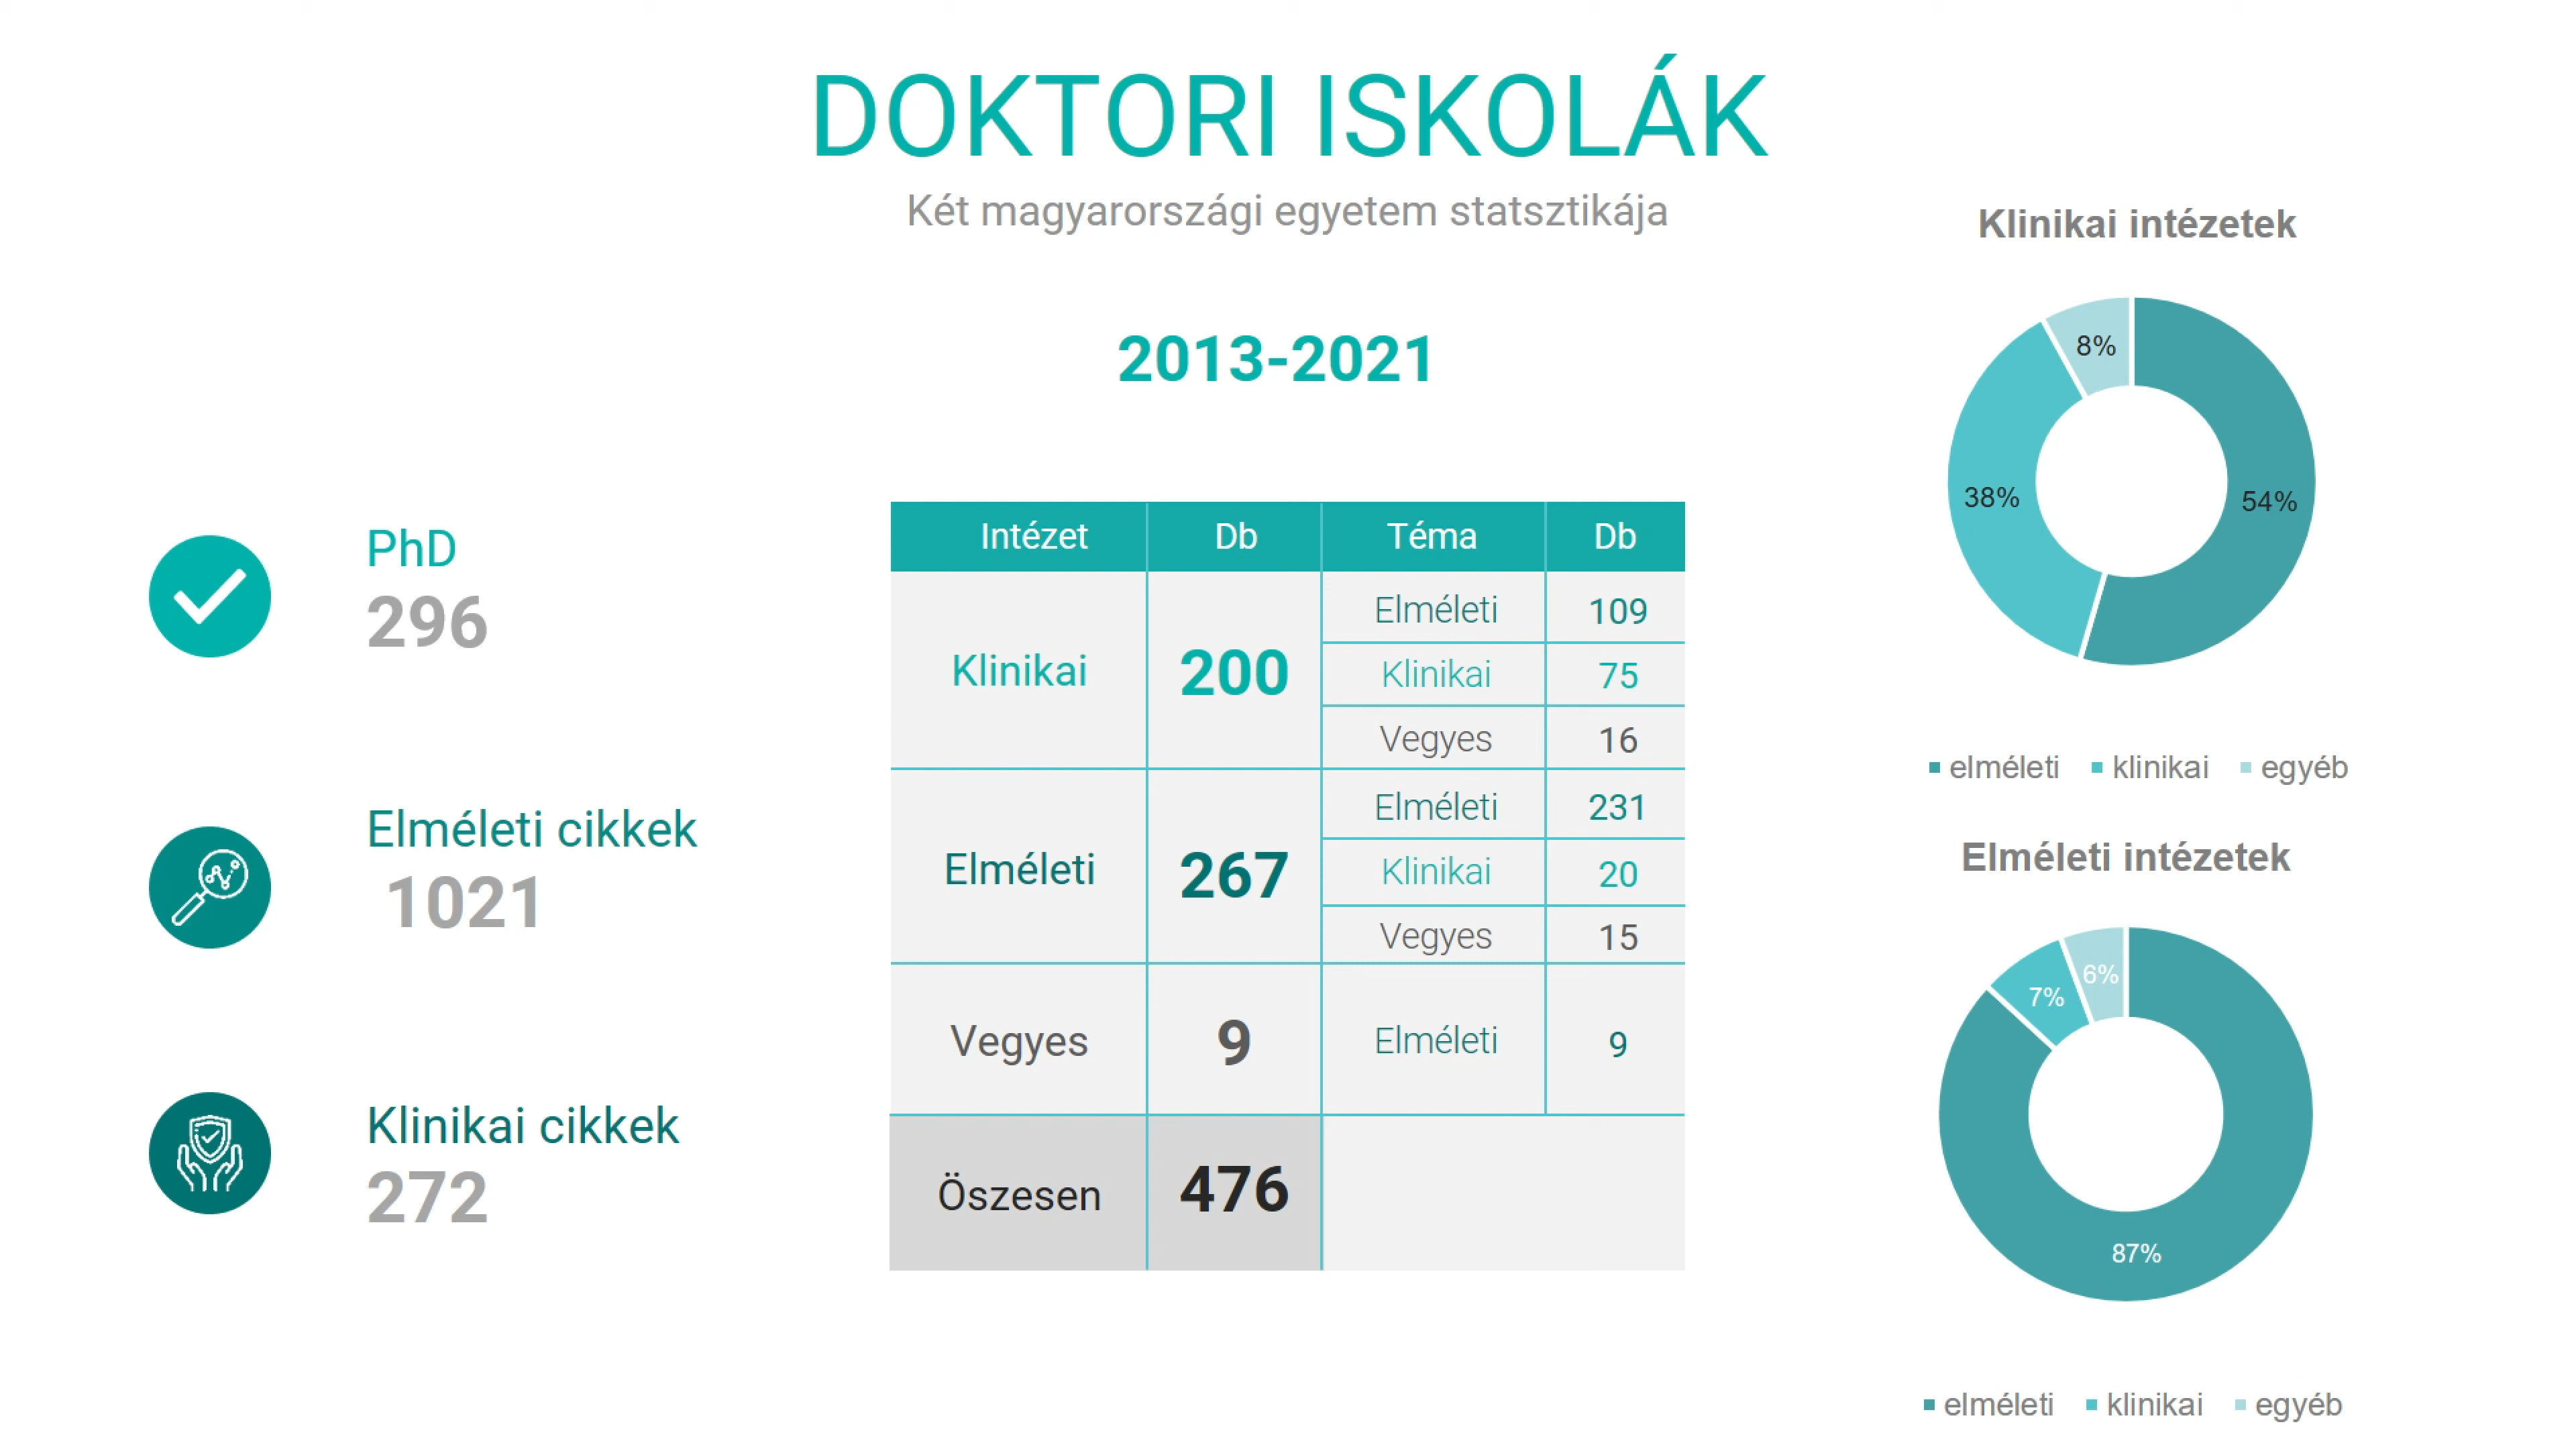 DOKTORI ISKOLÁK
Két magyarországi egyetem statsztikája
2013-2021
PhD
296
Elméleti cikkek
1021
Klinikai cikkek
272
Intézet Db Téma Db
Klinikai 200 Elméleti 109
Klinikai 75
Vegyes 16
Elméleti 267 Elméleti 231
Klinikai 20
Vegyes 15
Vegyes 9 Elméleti 9
Öszesen 476
Klinikai intézetek
8%
38%
54%
elméleti klinikai egyéb
Elméleti intézetek
6%
7%
87%
elméleti klinikai egyéb